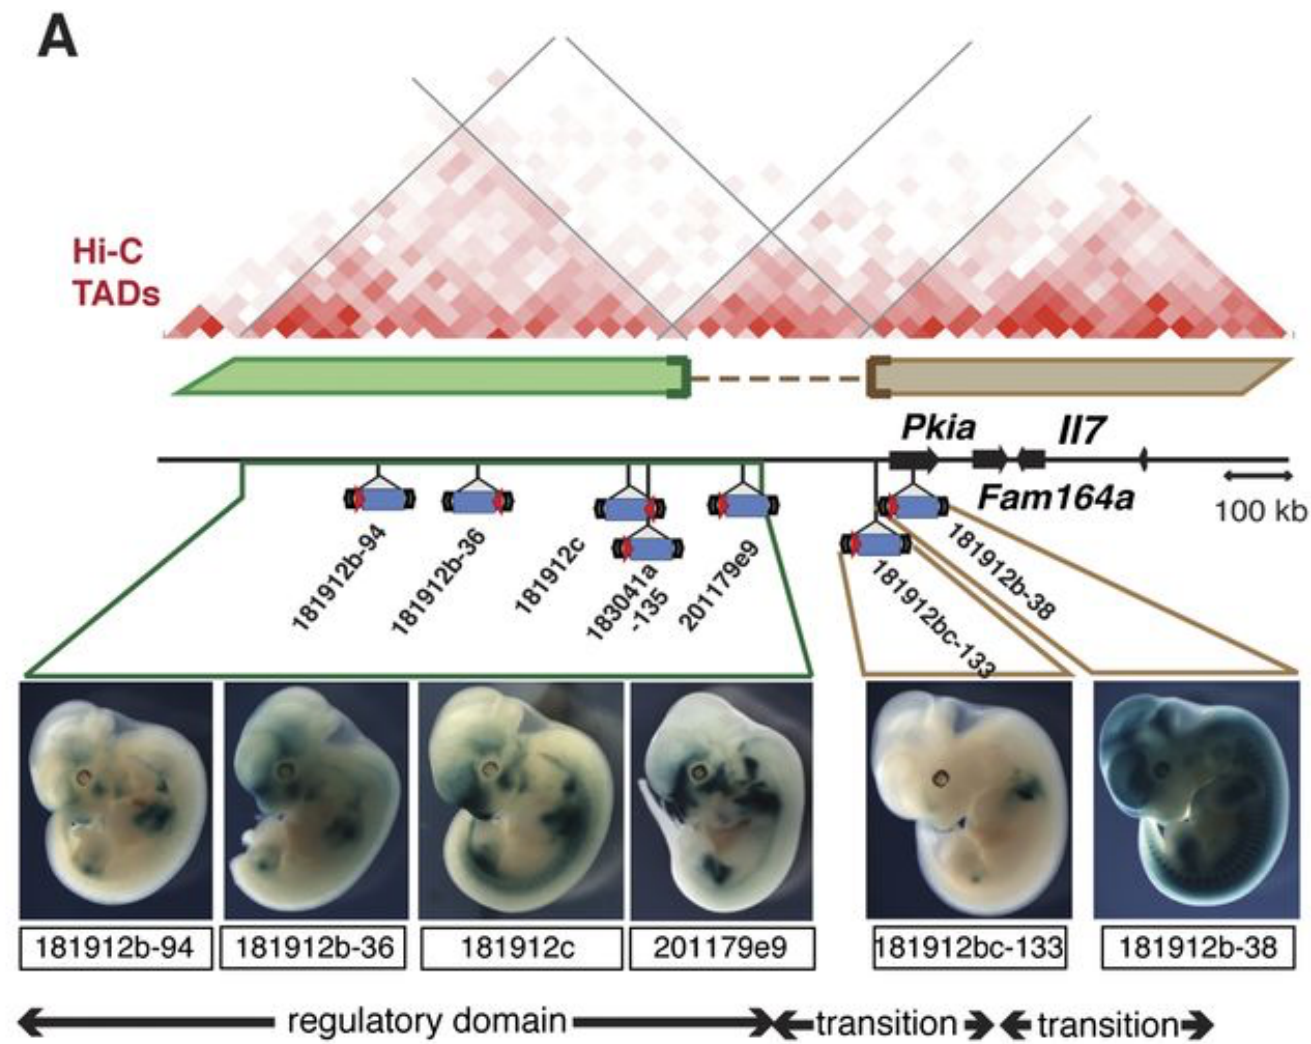 A
Hi-C
TADs
Pkia
Il7
Fam164a
100 kb
181912b-94
181912b-36
181912c
183041a
-135
201179e9
181912bc-133
181912b-38
181912b-94
181912b-36
181912c
201179e9
181912bc-133
181912b-38
regulatory domain
transition
transition